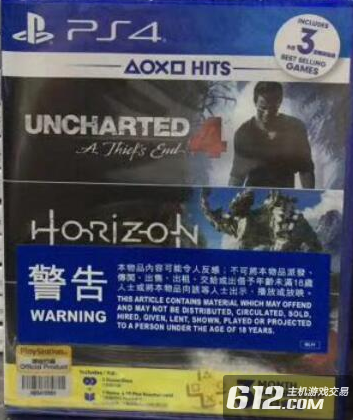 PS4
HITS
INCLUDES
3
BEST SELLING
GAMES
UNCHARTED
4
A Thief's End
HORIZON
警告
WARNING
本物品內容可能令人反感；不可將本物品派發、
傳閱、出售、出租、交給或出借予年齡未滿18歲
人士或將本物品向該等人士出示、播放或放映。
THIS ARTICLE CONTAINS MATERIAL WHICH MAY OFFEND
AND MAY NOT BE DISTRIBUTED, CIRCULATED, SOLD,
HIRED, GIVEN, LENT, SHOWN, PLAYED OR PROJECTED
TO A PERSON UNDER THE AGE OF 18 YEARS.
PlayStation
Official Product
612.com
主机游戏交易